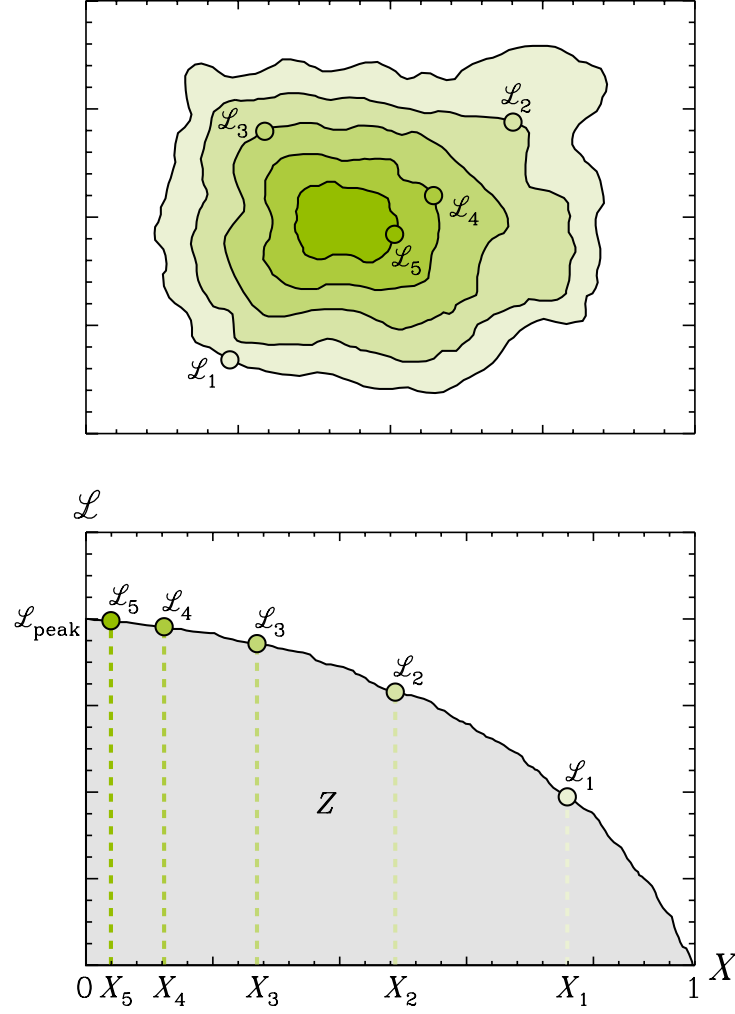 ℒ₂
ℒ₃
ℒ₄
ℒ₅
ℒ₁
ℒ
ℒ₅ ℒ₄
ℒpeak ℒ₃
ℒ₂
ℒ₁
Z
X
0 X₅ X₄ X₃ X₂ X₁ 1